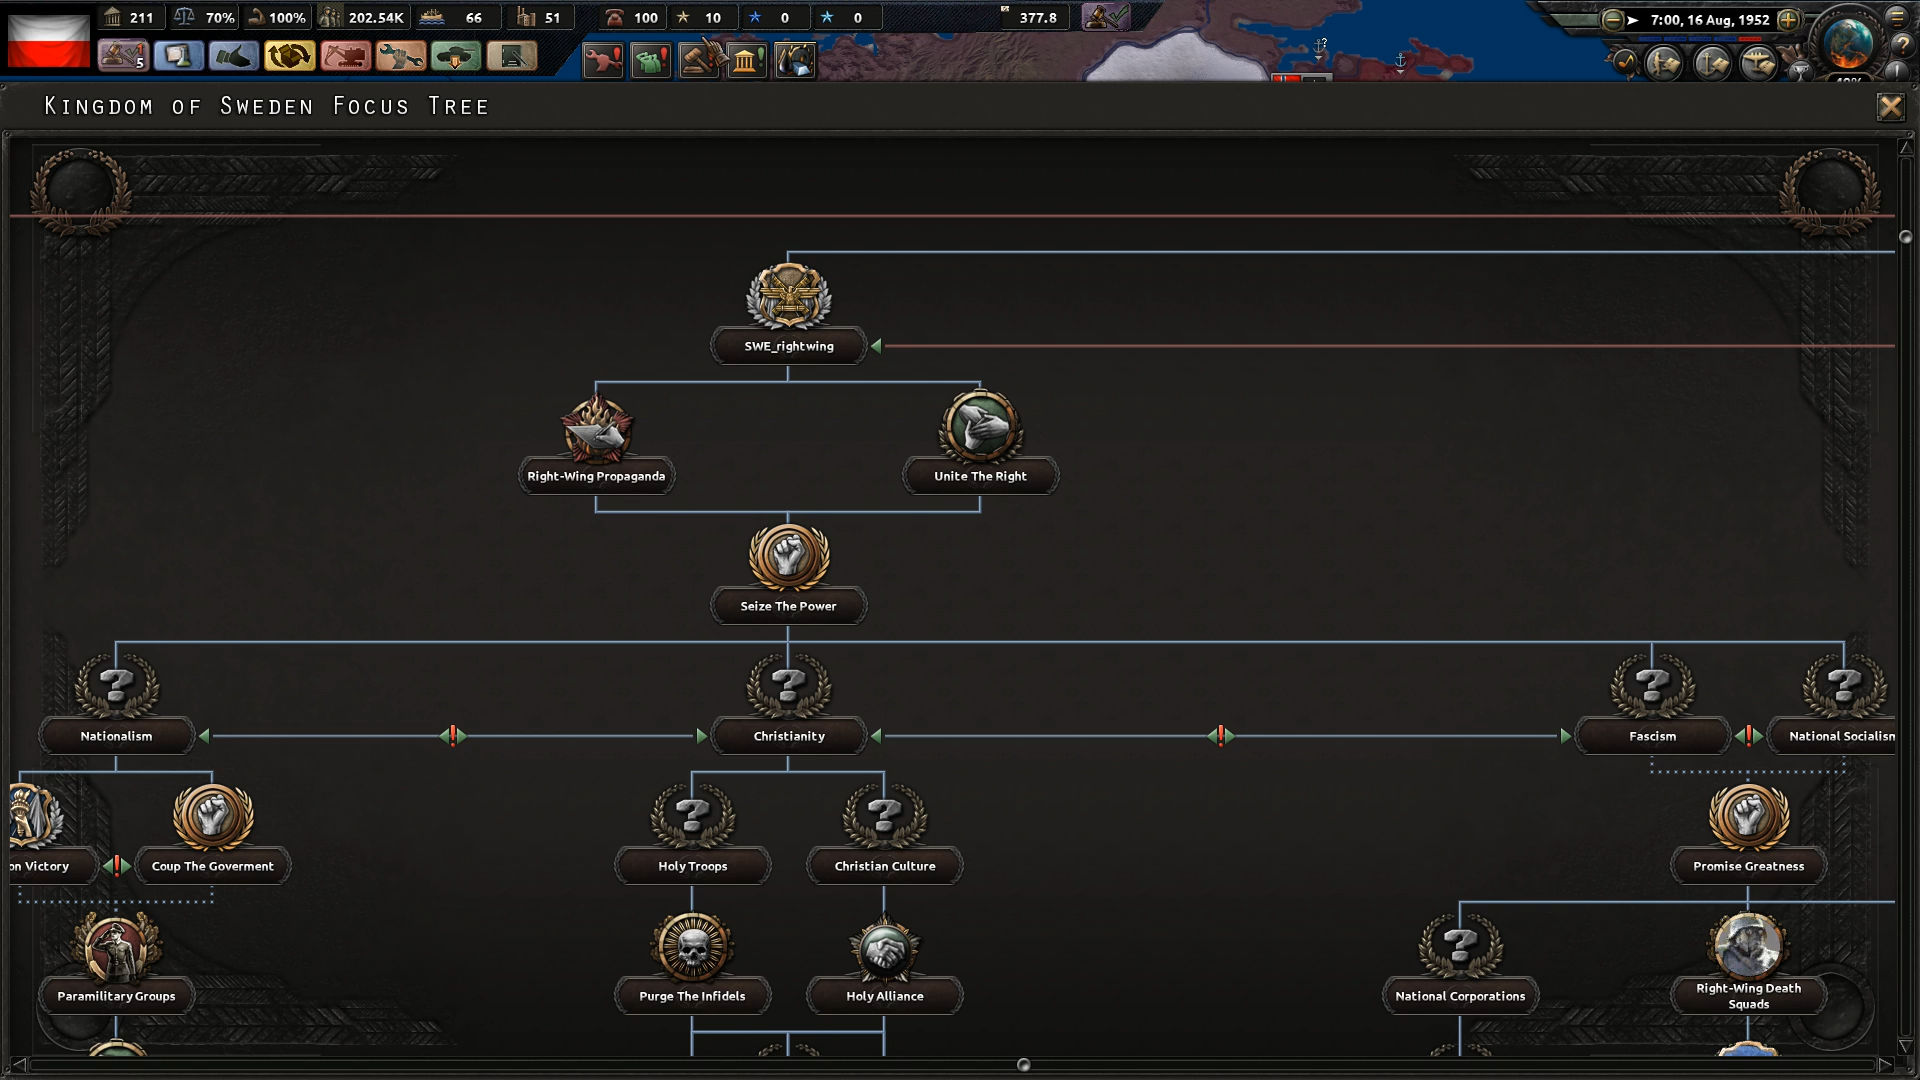 211 70% 100% 202.54K 66 51 100 10 0 0 377.8 7:00, 16 Aug, 1952
5
Kingdom of Sweden Focus Tree
SWE_rightwing
Right-Wing Propaganda Unite The Right
Seize The Power
Nationalism Christianity Fascism National Socialism
on Victory Coup The Goverment Holy Troops Christian Culture Promise Greatness
Paramilitary Groups Purge The Infidels Holy Alliance National Corporations Right-Wing Death
Squads